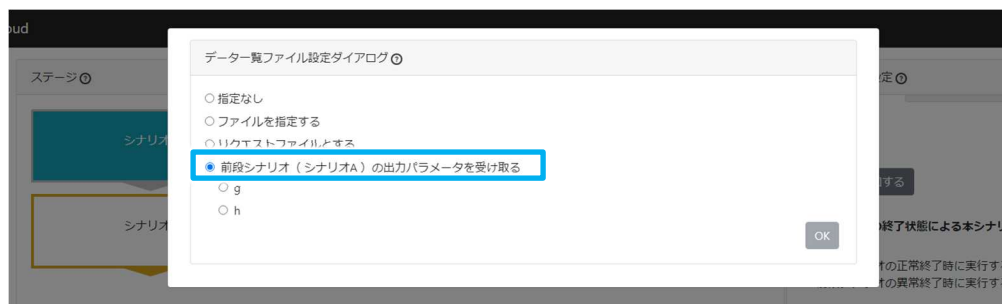 oud
データ一覧ファイル設定ダイアログ
ステージ
定
指定なし
ファイルを指定する
シナリオ
リクエストファイルとする
前段シナリオ（シナリオA）の出力パラメータを受け取る
g
する
h
シナリオ
OK
終了状態による本シナリ
オの正常終了時に実行す
オの異常終了時に実行す